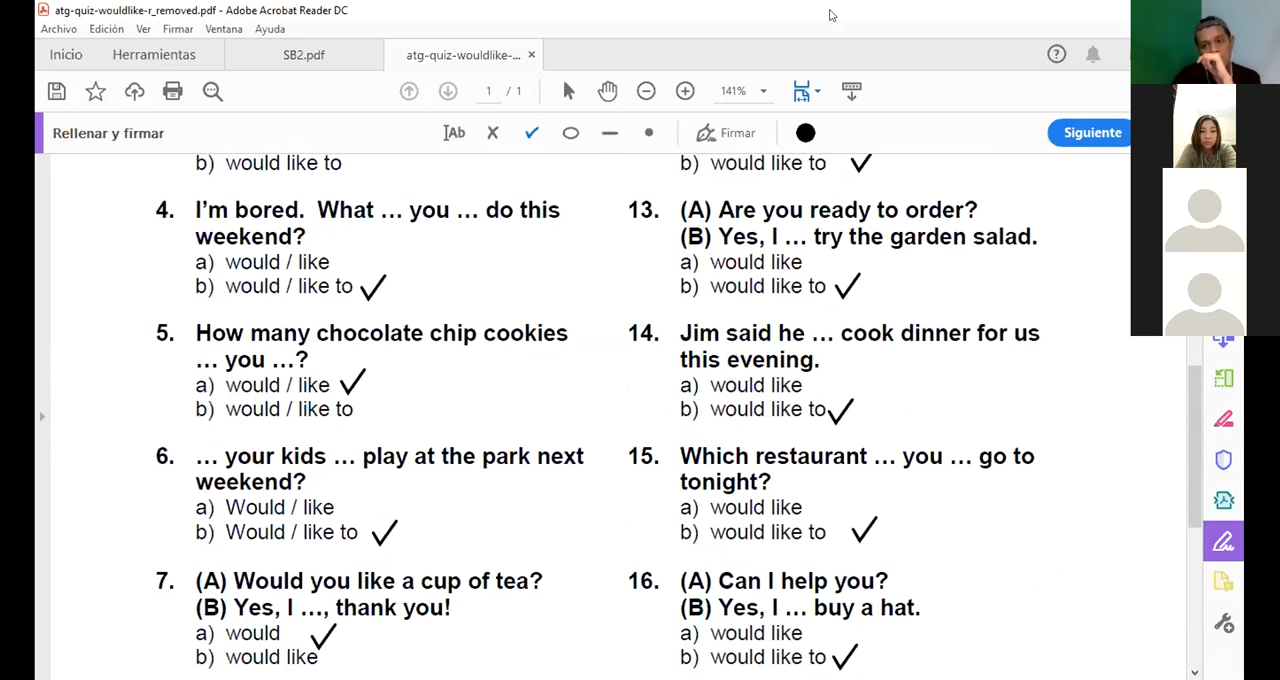 atg-quiz-wouldlike-r_removed.pdf - Adobe Acrobat Reader DC
Archivo Edición Ver Firmar Ventana Ayuda
Inicio Herramientas SB2.pdf atg-quiz-wouldlike-... ×
1 / 1 141%
Rellenar y firmar Ab Firmar Siguiente
b) would like to
4. I'm bored. What ... you ... do this
weekend?
a) would / like
b) would / like to
5. How many chocolate chip cookies
... you ...?
a) would / like
b) would / like to
6. ... your kids ... play at the park next
weekend?
a) Would / like
b) Would / like to
7. (A) Would you like a cup of tea?
(B) Yes, I ..., thank you!
a) would
b) would like
b) would like to
13. (A) Are you ready to order?
(B) Yes, I ... try the garden salad.
a) would like
b) would like to
14. Jim said he ... cook dinner for us
this evening.
a) would like
b) would like to
15. Which restaurant ... you ... go to
tonight?
a) would like
b) would like to
16. (A) Can I help you?
(B) Yes, I ... buy a hat.
a) would like
b) would like to